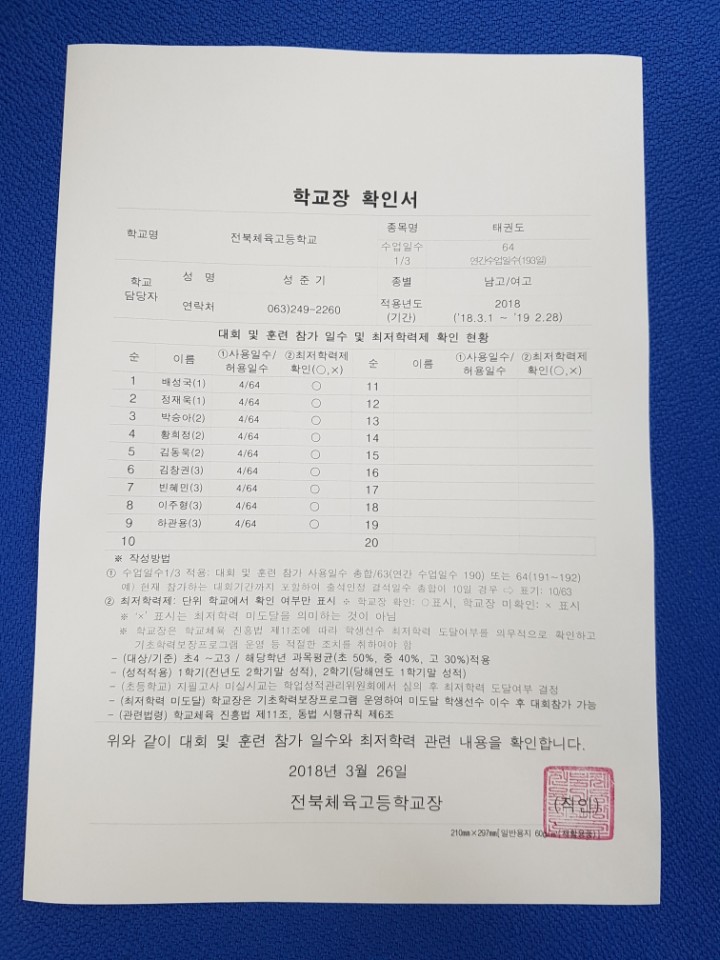 학교장 확인서
학교명 전북체육고등학교 종목명 태권도
수업일수 1/3 64 연간수업일수(193일)
학교 담당자 성 명 성 준 기 종별 남고/여고
연락처 063)249-2260 적용년도 (기간) 2018 ('18.3.1 ~ '19 2.28)
대회 및 훈련 참가 일수 및 최저학력제 확인 현황
순 이름 ①사용일수/허용일수 ②최저학력제 확인(○,×) 순 이름 ①사용일수/허용일수 ②최저학력제 확인(○,×)
1 배성국(1) 4/64 ○ 11
2 정재욱(1) 4/64 ○ 12
3 박승아(2) 4/64 ○ 13
4 황희정(2) 4/64 ○ 14
5 김동욱(2) 4/64 ○ 15
6 김창권(3) 4/64 ○ 16
7 빈혜민(3) 4/64 ○ 17
8 이주형(3) 4/64 ○ 18
9 하관용(3) 4/64 ○ 19
10 20
※ 작성방법
① 수업일수1/3 적용: 대회 및 훈련 참가 사용일수 총합/63(연간 수업일 190) 또는 64(191~192)
예) 현재 참가하는 대회기간까지 포함하여 출석인정 결석일수 총합이 10일 경우 ⇨ 표기: 10/63
② 최저학력제: 단위 학교에서 확인 여부만 표시 ÷ 학교장 확인: ○표시, 학교장 미확인: × 표시
※ '×' 표시는 최저학력 미도달을 의미하는 것이 아님
※ 학교장은 학교체육 진흥법 제11조에 따라 학생선수 최저학력 도달여부를 의무적으로 확인하고
기초학력보장프로그램 운영 등 적절한 조치를 취하여야 함
- (대상/기준) 초4 ~고3 / 해당학년 과목평균(초 50%, 중 40%, 고 30%)적용
- (성적적용) 1학기(전년도 2학기말 성적), 2학기(당해연도 1학기말 성적)
- (초등학교) 지필고사 미실시교는 학업성적관리위원회에서 심의 후 최저학력 도달여부 결정
- (최저학력 미도달) 학교장은 기초학력보장프로그램 운영하여 미도달 학생선수 이수 후 대회참가 가능
- (관련법령) 학교체육 진흥법 제11조, 동법 시행규칙 제6조
위와 같이 대회 및 훈련 참가 일수와 최저학력 관련 내용을 확인합니다.
2018년 3월 26일
전북체육고등학교장 (직인)
210㎜×297㎜[일반용지 60g/㎡(재활용품)]